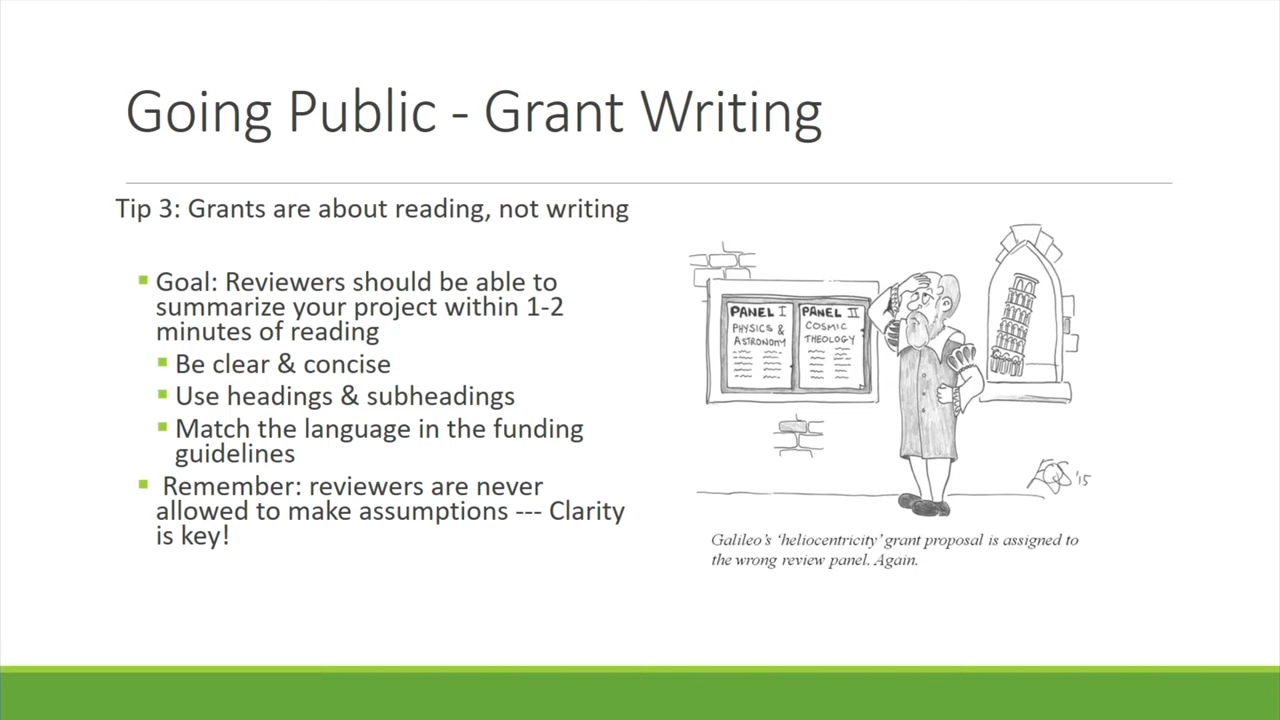 Going Public - Grant Writing
Tip 3: Grants are about reading, not writing
Goal: Reviewers should be able to
summarize your project within 1-2
minutes of reading
Be clear & concise
Use headings & subheadings
Match the language in the funding
guidelines
Remember: reviewers are never
allowed to make assumptions --- Clarity
is key!
PANEL I
PHYSICS &
ASTRONOMY
PANEL II
COSMIC
THEOLOGY
'15
Galileo's 'heliocentricity' grant proposal is assigned to
the wrong review panel. Again.